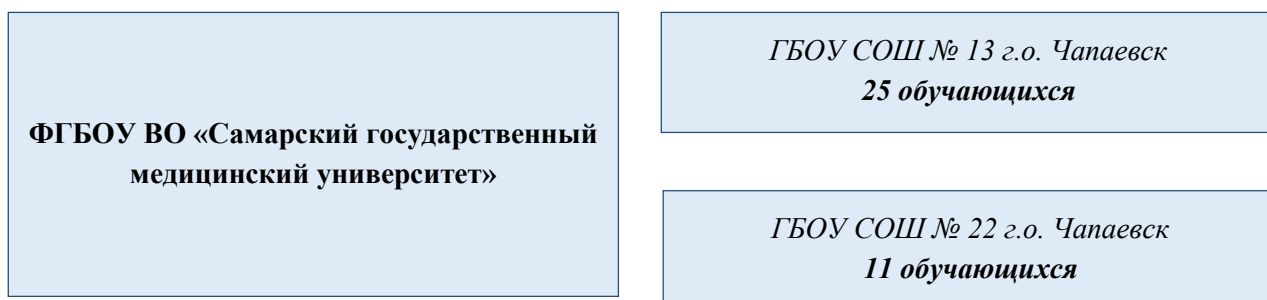 ФГБОУ ВО «Самарский государственный
медицинский университет»
ГБОУ СОШ № 13 г.о. Чапаевск
25 обучающихся
ГБОУ СОШ № 22 г.о. Чапаевск
11 обучающихся